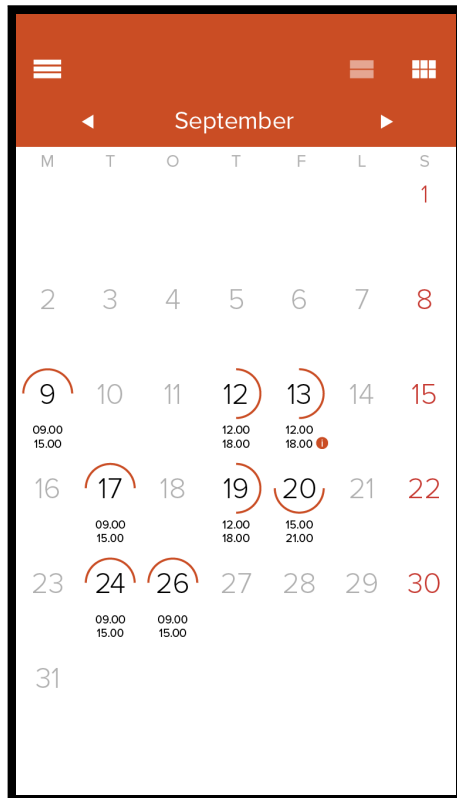 September
M T O T F L S
1
2 3 4 5 6 7 8
9 10 11 12 13 14 15
09.00 12.00 12.00
15.00 18.00 18.00 i
16 17 18 19 20 21 22
09.00 12.00 15.00
15.00 18.00 21.00
23 24 26 27 28 29 30
09.00 09.00
15.00 15.00
31